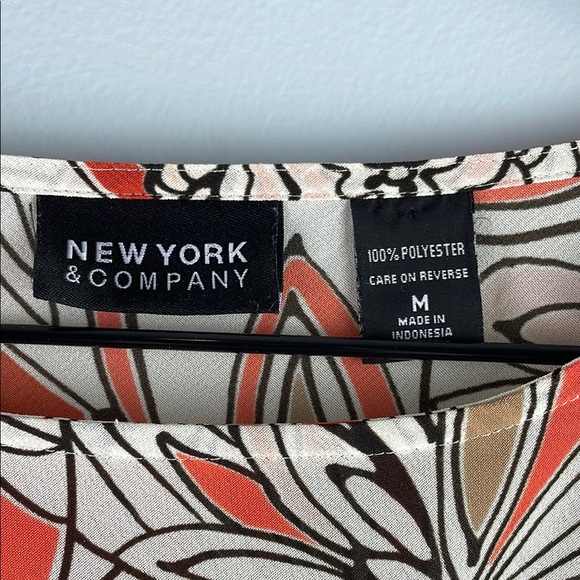 NEW YORK
& COMPANY
100% POLYESTER
CARE ON REVERSE
M
MADE IN
INDONESIA